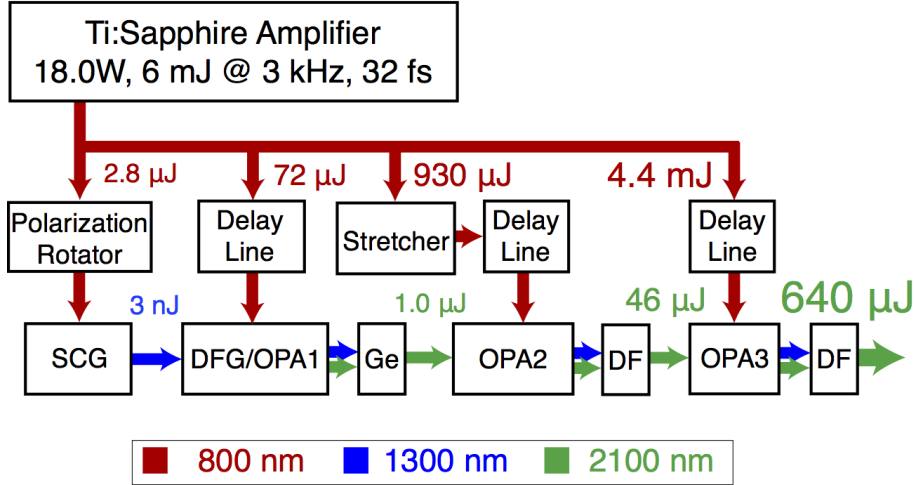 Ti:Sapphire Amplifier
18.0W, 6 mJ @ 3 kHz, 32 fs
2.8 µJ
72 µJ
930 µJ
4.4 mJ
Polarization
Rotator
Delay
Line
Stretcher
Delay
Line
Delay
Line
3 nJ
1.0 µJ
46 µJ
640 µJ
SCG
DFG/OPA1
Ge
OPA2
DF
OPA3
DF
800 nm
1300 nm
2100 nm